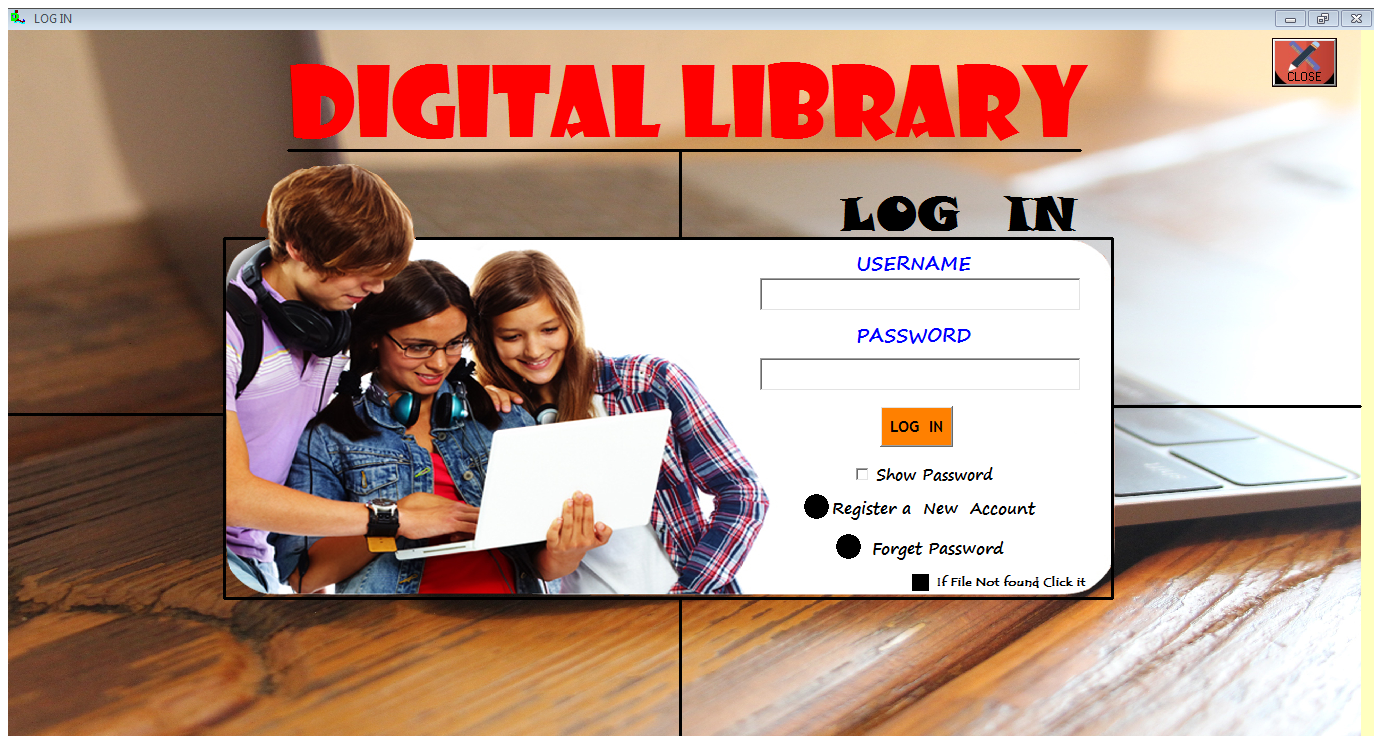 LOG IN
CLOSE
DIGITAL LIBRARY
LOG IN
USERNAME
PASSWORD
LOG IN
Show Password
Register a New Account
Forget Password
If File Not found Click it